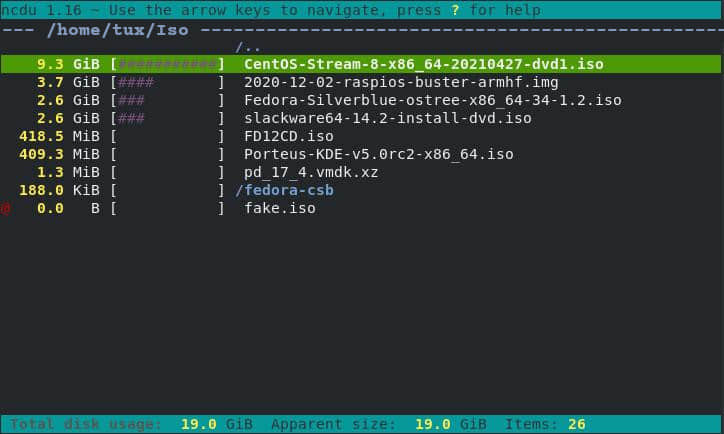 ncdu 1.16 ~ Use the arrow keys to navigate, press ? for help
--- /home/tux/Iso ----------------------------------------------------------
/..
9.3 GiB [###########] CentOS-Stream-8-x86_64-20210427-dvd1.iso
3.7 GiB [#### ] 2020-12-02-raspios-buster-armhf.img
2.6 GiB [### ] Fedora-Silverblue-ostree-x86_64-34-1.2.iso
2.6 GiB [### ] slackware64-14.2-install-dvd.iso
418.5 MiB [ ] FD12CD.iso
409.3 MiB [ ] Porteus-KDE-v5.0rc2-x86_64.iso
1.3 MiB [ ] pd_17_4.vmdk.xz
188.0 KiB [ ] /fedora-csb
@ 0.0 B [ ] fake.iso
Total disk usage: 19.0 GiB Apparent size: 19.0 GiB Items: 26